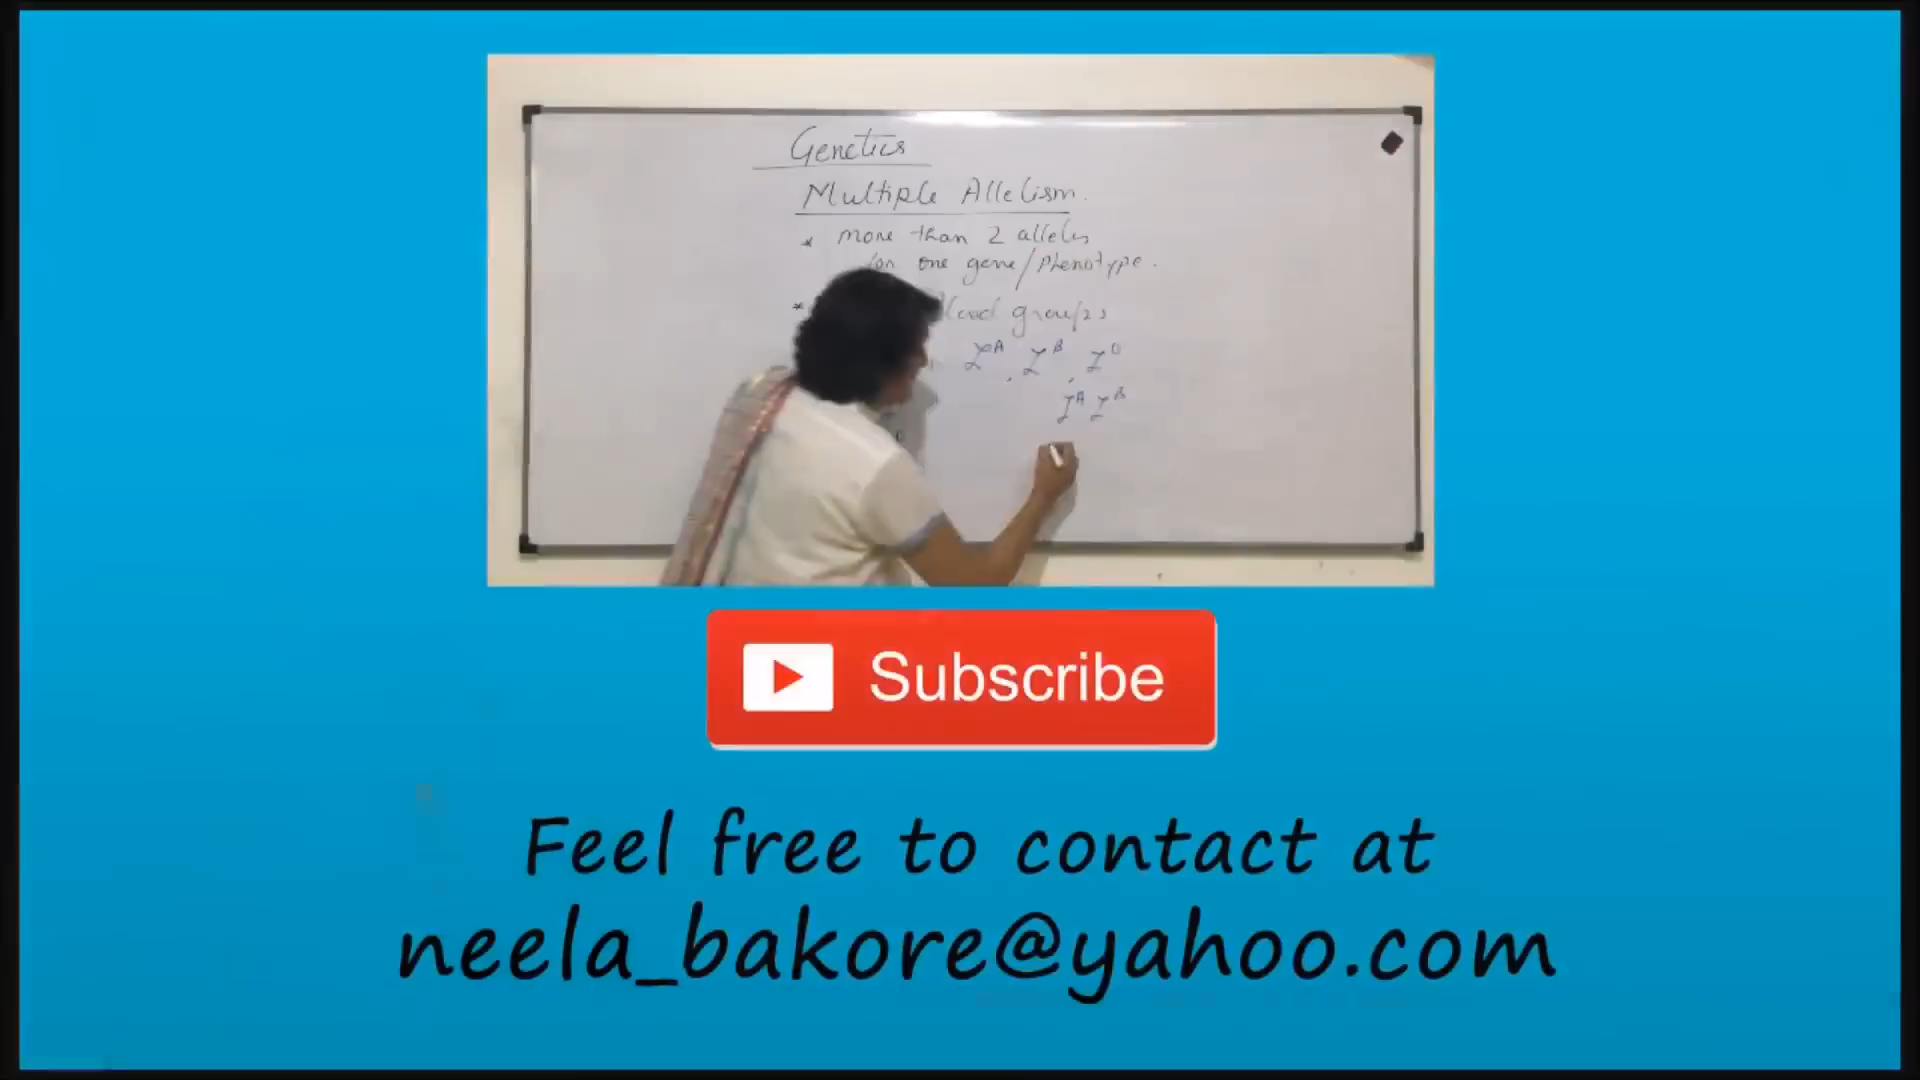 Genetics
Multiple Allelism.
* more than 2 alleles
for one gene/Phenotype.
* groups
I^A, I^B, I^O
I^A I^B
Subscribe
Feel free to contact at
neela_bakore@yahoo.com